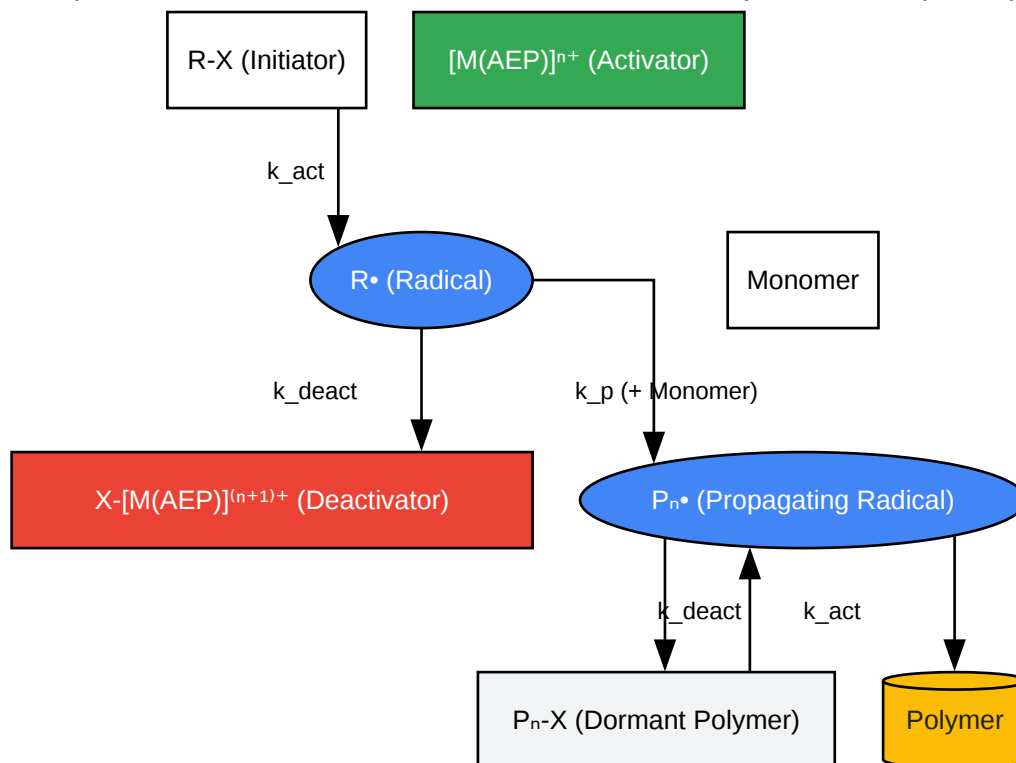 R-X (Initiator)
[M(AEP)]ⁿ⁺ (Activator)
k_act
R• (Radical)
Monomer
k_deact
k_p (+ Monomer)
X-[M(AEP)]⁽ⁿ⁺¹⁾⁺ (Deactivator)
Pₙ• (Propagating Radical)
k_deact
k_act
Pₙ-X (Dormant Polymer)
Polymer